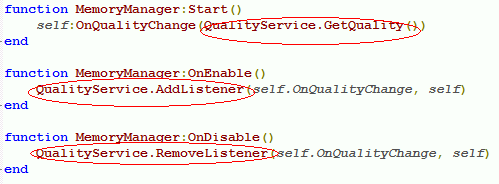 function MemoryManager:Start()
self:OnQualityChange(QualityService.GetQuality())
end
function MemoryManager:OnEnable()
QualityService.AddListener(self.OnQualityChange, self)
end
function MemoryManager:OnDisable()
QualityService.RemoveListener(self.OnQualityChange, self)
end